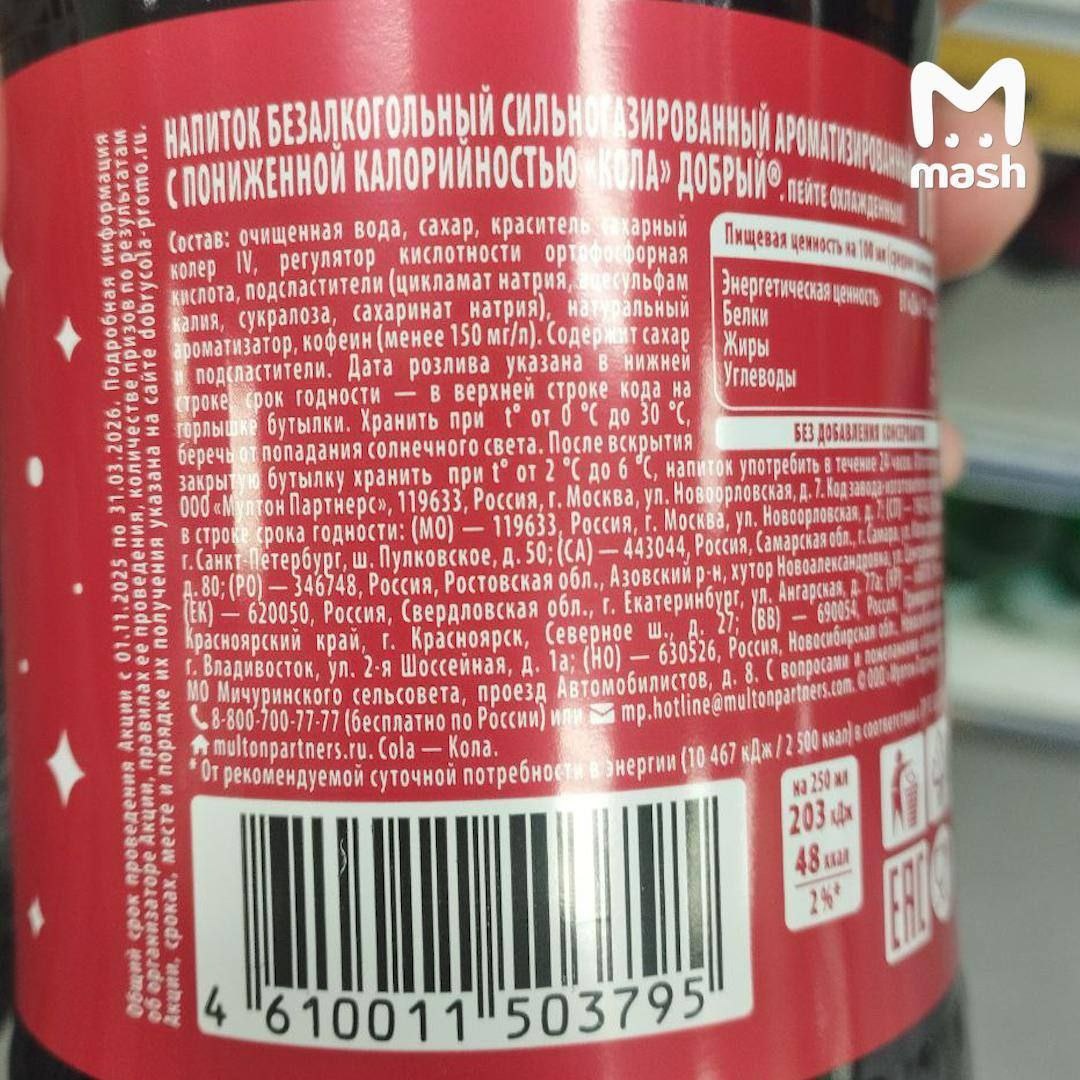 mash
НАПИТОК БЕЗАЛКОГОЛЬНЫЙ СИЛЬНОГАЗИРОВАННЫЙ АРОМАТИЗИРОВАННЫЙ
С ПОНИЖЕННОЙ КАЛОРИЙНОСТЬЮ «КОЛА» ДОБРЫЙ®. ПЕЙТЕ ОХЛАЖДЕННЫМ!
Состав: очищенная вода, сахар, краситель сахарный
колер IV, регулятор кислотности ортофосфорная
кислота, подсластители (цикламат натрия, ацесульфам
калия, сукралоза, сахаринат натрия), натуральный
ароматизатор, кофеин (менее 150 мг/л). Содержит сахар
и подсластители. Дата розлива указана в нижней
строке, срок годности — в верхней строке кода на
горлышке бутылки. Хранить при t° от 0 °C до 30 °C,
беречь от попадания солнечного света. После вскрытия
закрытую бутылку хранить при t° от 2 °C до 6 °C, напиток употребить в течение
ООО «Мултон Партнерс», 119633, Россия, г. Москва, ул. Новоорловская, д. 7. Код завода-
в строке срока годности: (МО) — 119633, Россия, г. Москва, ул. Новоорловская, д. 7;
г. Санкт-Петербург, ш. Пулковское, д. 50; (СА) — 443044, Россия, Самарская обл., г. Самара,
д. 80; (РО) — 346748, Россия, Ростовская обл., Азовский р-н, хутор Новоалександровка, ул.
(ЕК) — 620050, Россия, Свердловская обл., г. Екатеринбург, ул. Ангарская, д. 77а;
Красноярский край, г. Красноярск, Северное ш., д. 27; (ВВ) — 690054, Россия,
г. Владивосток, ул. 2-я Шоссейная, д. 1а; (НО) — 630526, Россия, Новосибирская обл.,
МО Мичуринского сельсовета, проезд Автомобилистов, д. 8. С вопросами и пожеланиями
8-800-700-77-77 (бесплатно по России) или mp.hotline@multonpartners.com. © ООО
multonpartners.ru. Cola — Кола.
*От рекомендуемой суточной потребности в энергии (10 467 кДж / 2 500 ккал) в соответствии с
Пищевая ценность на 100 мл
Энергетическая ценность
Белки
Жиры
Углеводы
БЕЗ ДОБАВЛЕНИЯ КОНСЕРВАНТОВ
Общий срок проведения Акции с 01.11.2025 по 31.03.2026. Подробная информация
об организаторе Акции, правилах ее проведения, количестве призов по результатам
Акции, сроках, месте и порядке их получения указана на сайте dobrycola-promo.ru.
4 610011 503795
на 250 мл
203 кДж
48 ккал
2%*
EAC